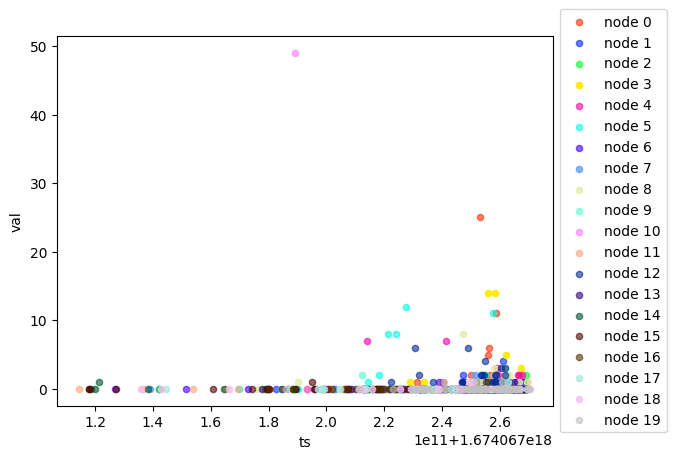 50
40
30
20
10
0
val
1.2 1.4 1.6 1.8 2.0 2.2 2.4 2.6
ts
1e11+1.674067e18
node 0
node 1
node 2
node 3
node 4
node 5
node 6
node 7
node 8
node 9
node 10
node 11
node 12
node 13
node 14
node 15
node 16
node 17
node 18
node 19